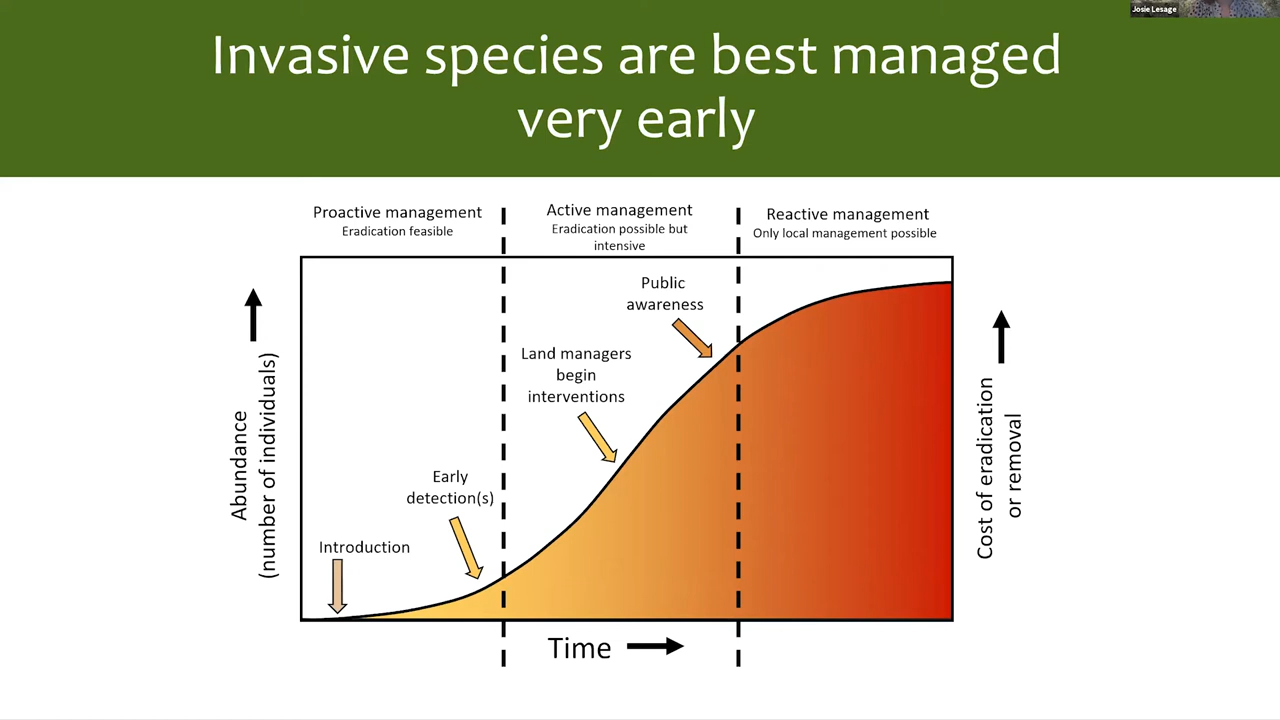 Josie Lesage
Invasive species are best managed
very early
Proactive management
Eradication feasible
Active management
Eradication possible but
intensive
Reactive management
Only local management possible
Public
awareness
Land managers
begin
interventions
Early
detection(s)
Introduction
Abundance
(number of individuals)
Cost of eradication
or removal
Time